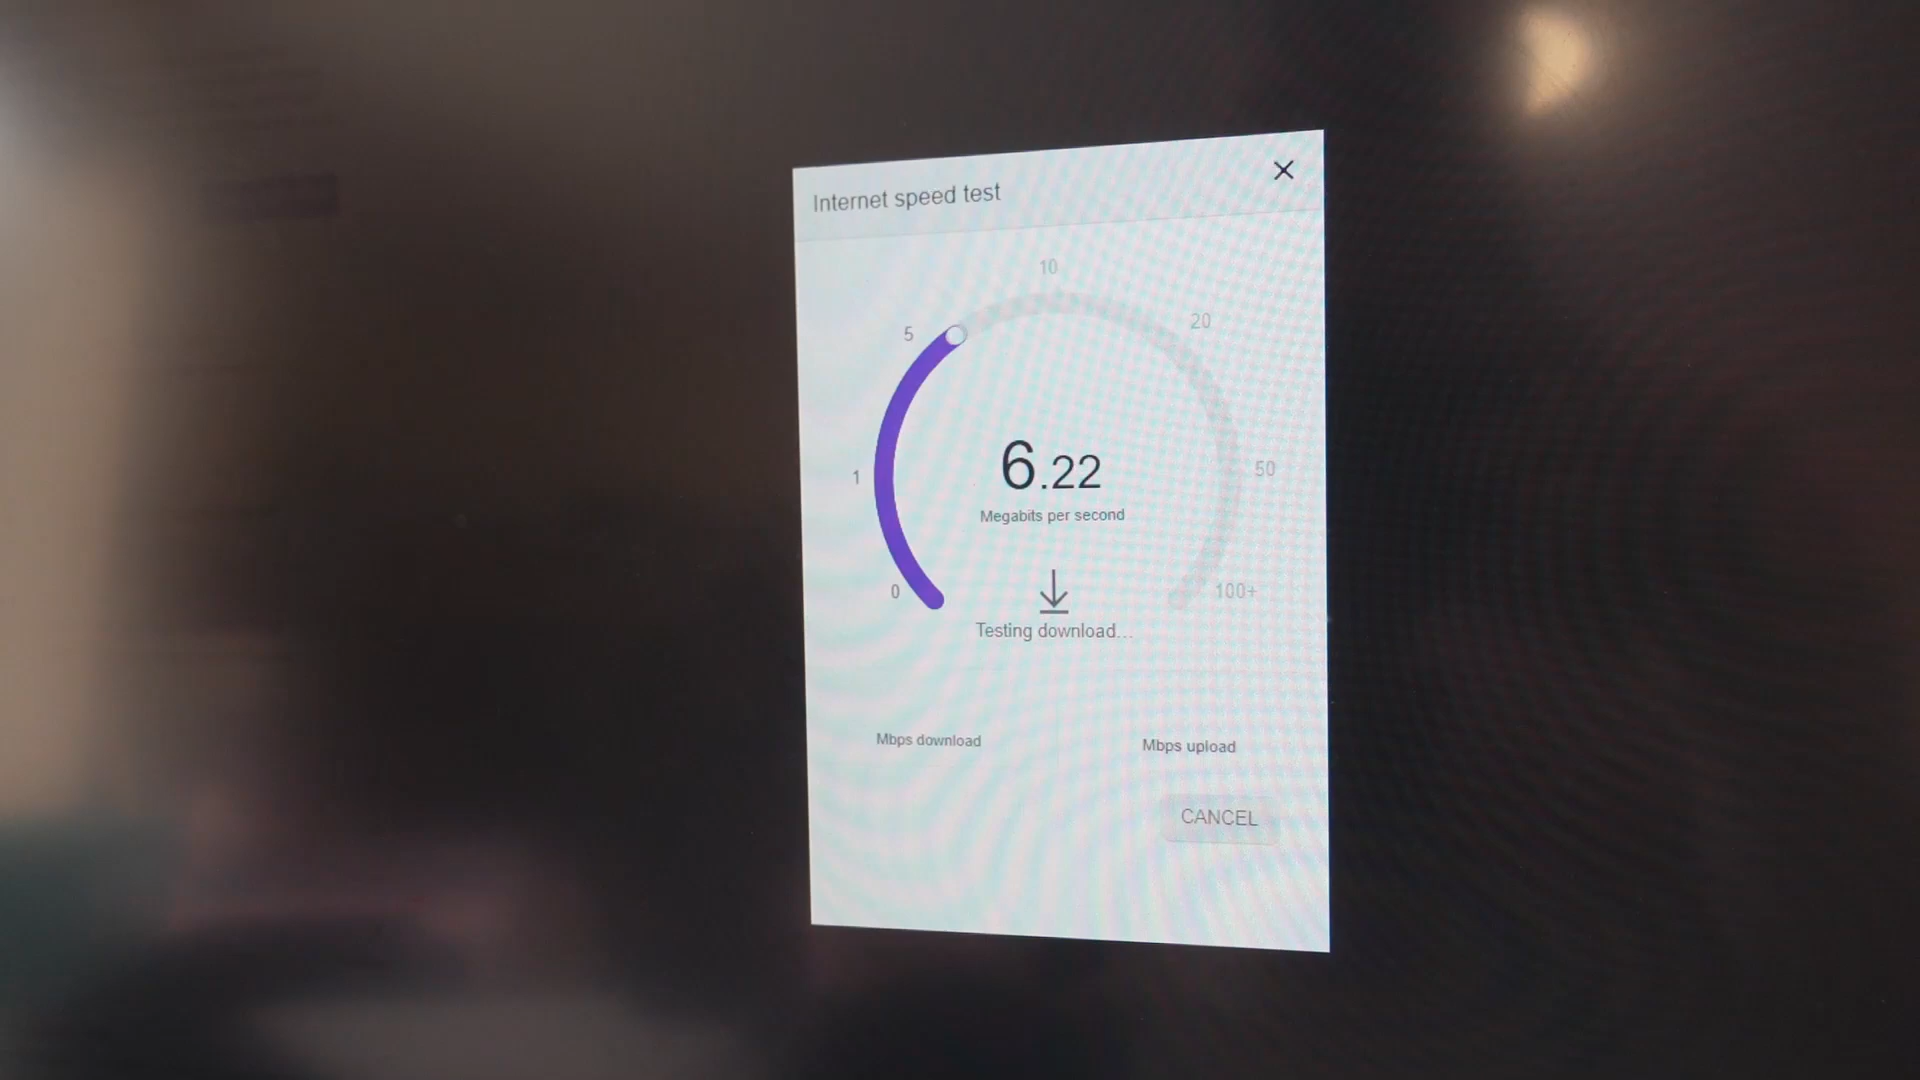 Internet speed test
10
5
20
1
6.22
50
Megabits per second
0
100+
Testing download...
Mbps download
Mbps upload
CANCEL